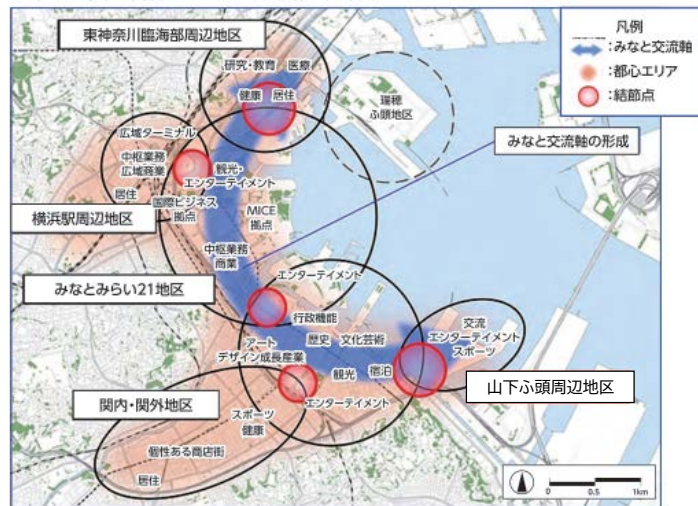 凡例
:みなと交流軸
:都心エリア
:結節点
東神奈川臨海部周辺地区
研究・教育 医療
健康 居住
瑞穂
ふ頭地区
広域ターミナル
中枢業務
広域商業
居住
観光・
エンターテイメント
国際ビジネス
拠点
MICE
拠点
みなと交流軸の形成
横浜駅周辺地区
中枢業務
商業
みなとみらい21地区
エンターテイメント
行政機能
歴史 文化芸術
アート
デザイン成長産業
観光 宿泊
エンターテイメント
交流
エンターテイメント
スポーツ
山下ふ頭周辺地区
関内・関外地区
スポーツ
健康
個性ある商店街
居住
0 0.5 1km